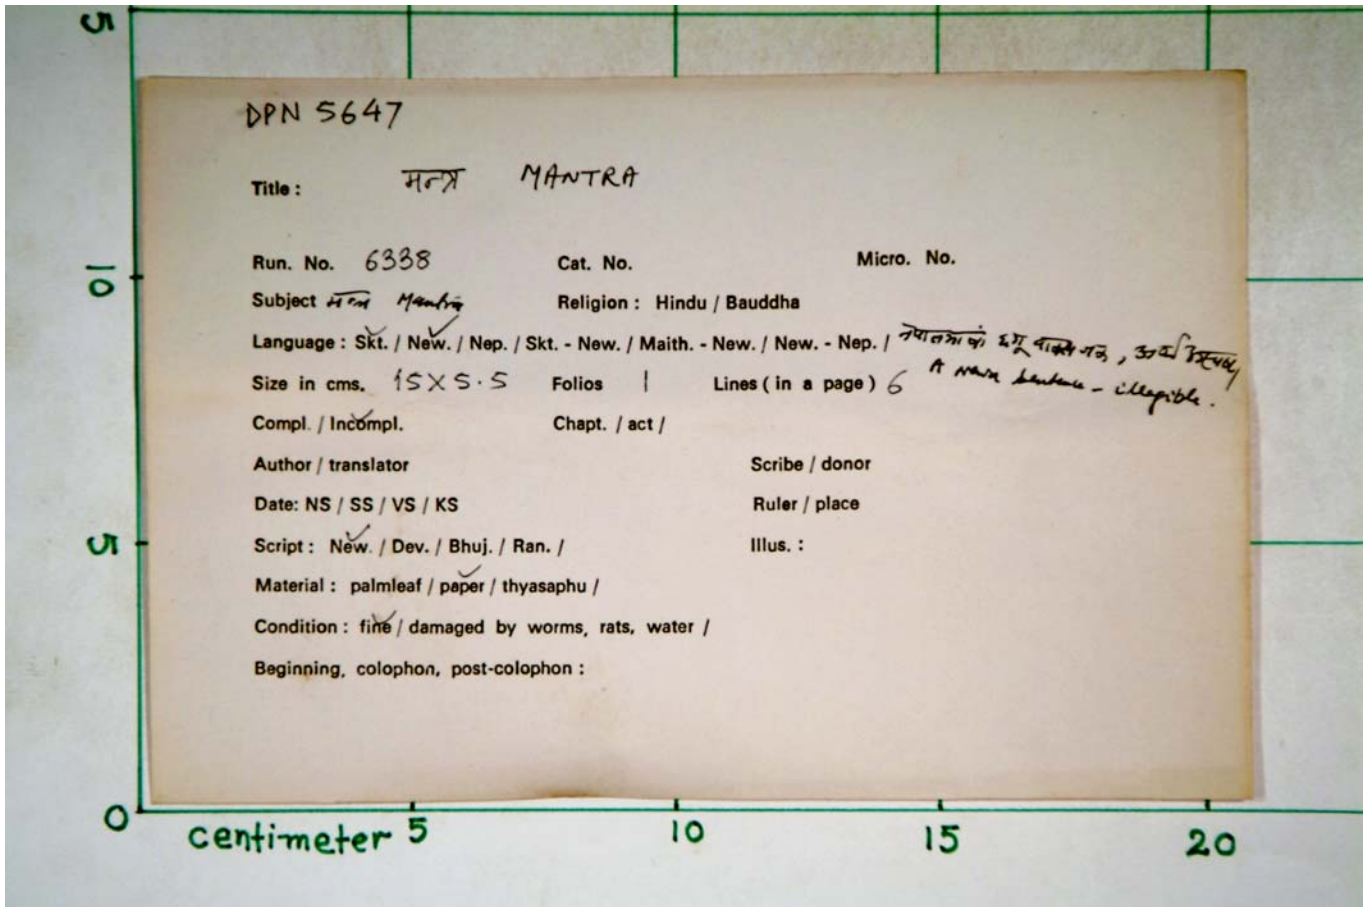 5
DPN 5647
Title : मन्त्र MANTRA
Run. No. 6338 Cat. No. Micro. No.
10
Subject मन्त्र Mantra Religion : Hindu / Bauddha
Language : Skt. / New. / Nep. / Skt. - New. / Maith. - New. / New. - Nep. /
A sentence - illegible.
Size in cms. 15X5.5 Folios 1 Lines ( in a page ) 6
Compl. / Incompl. Chapt. / act /
Author / translator Scribe / donor
Date: NS / SS / VS / KS Ruler / place
5
Script : New. / Dev. / Bhuj. / Ran. / Illus. :
Material : palmleaf / paper / thyasaphu /
Condition : fine / damaged by worms, rats, water /
Beginning, colophon, post-colophon :
0
centimeter 5 10 15 20